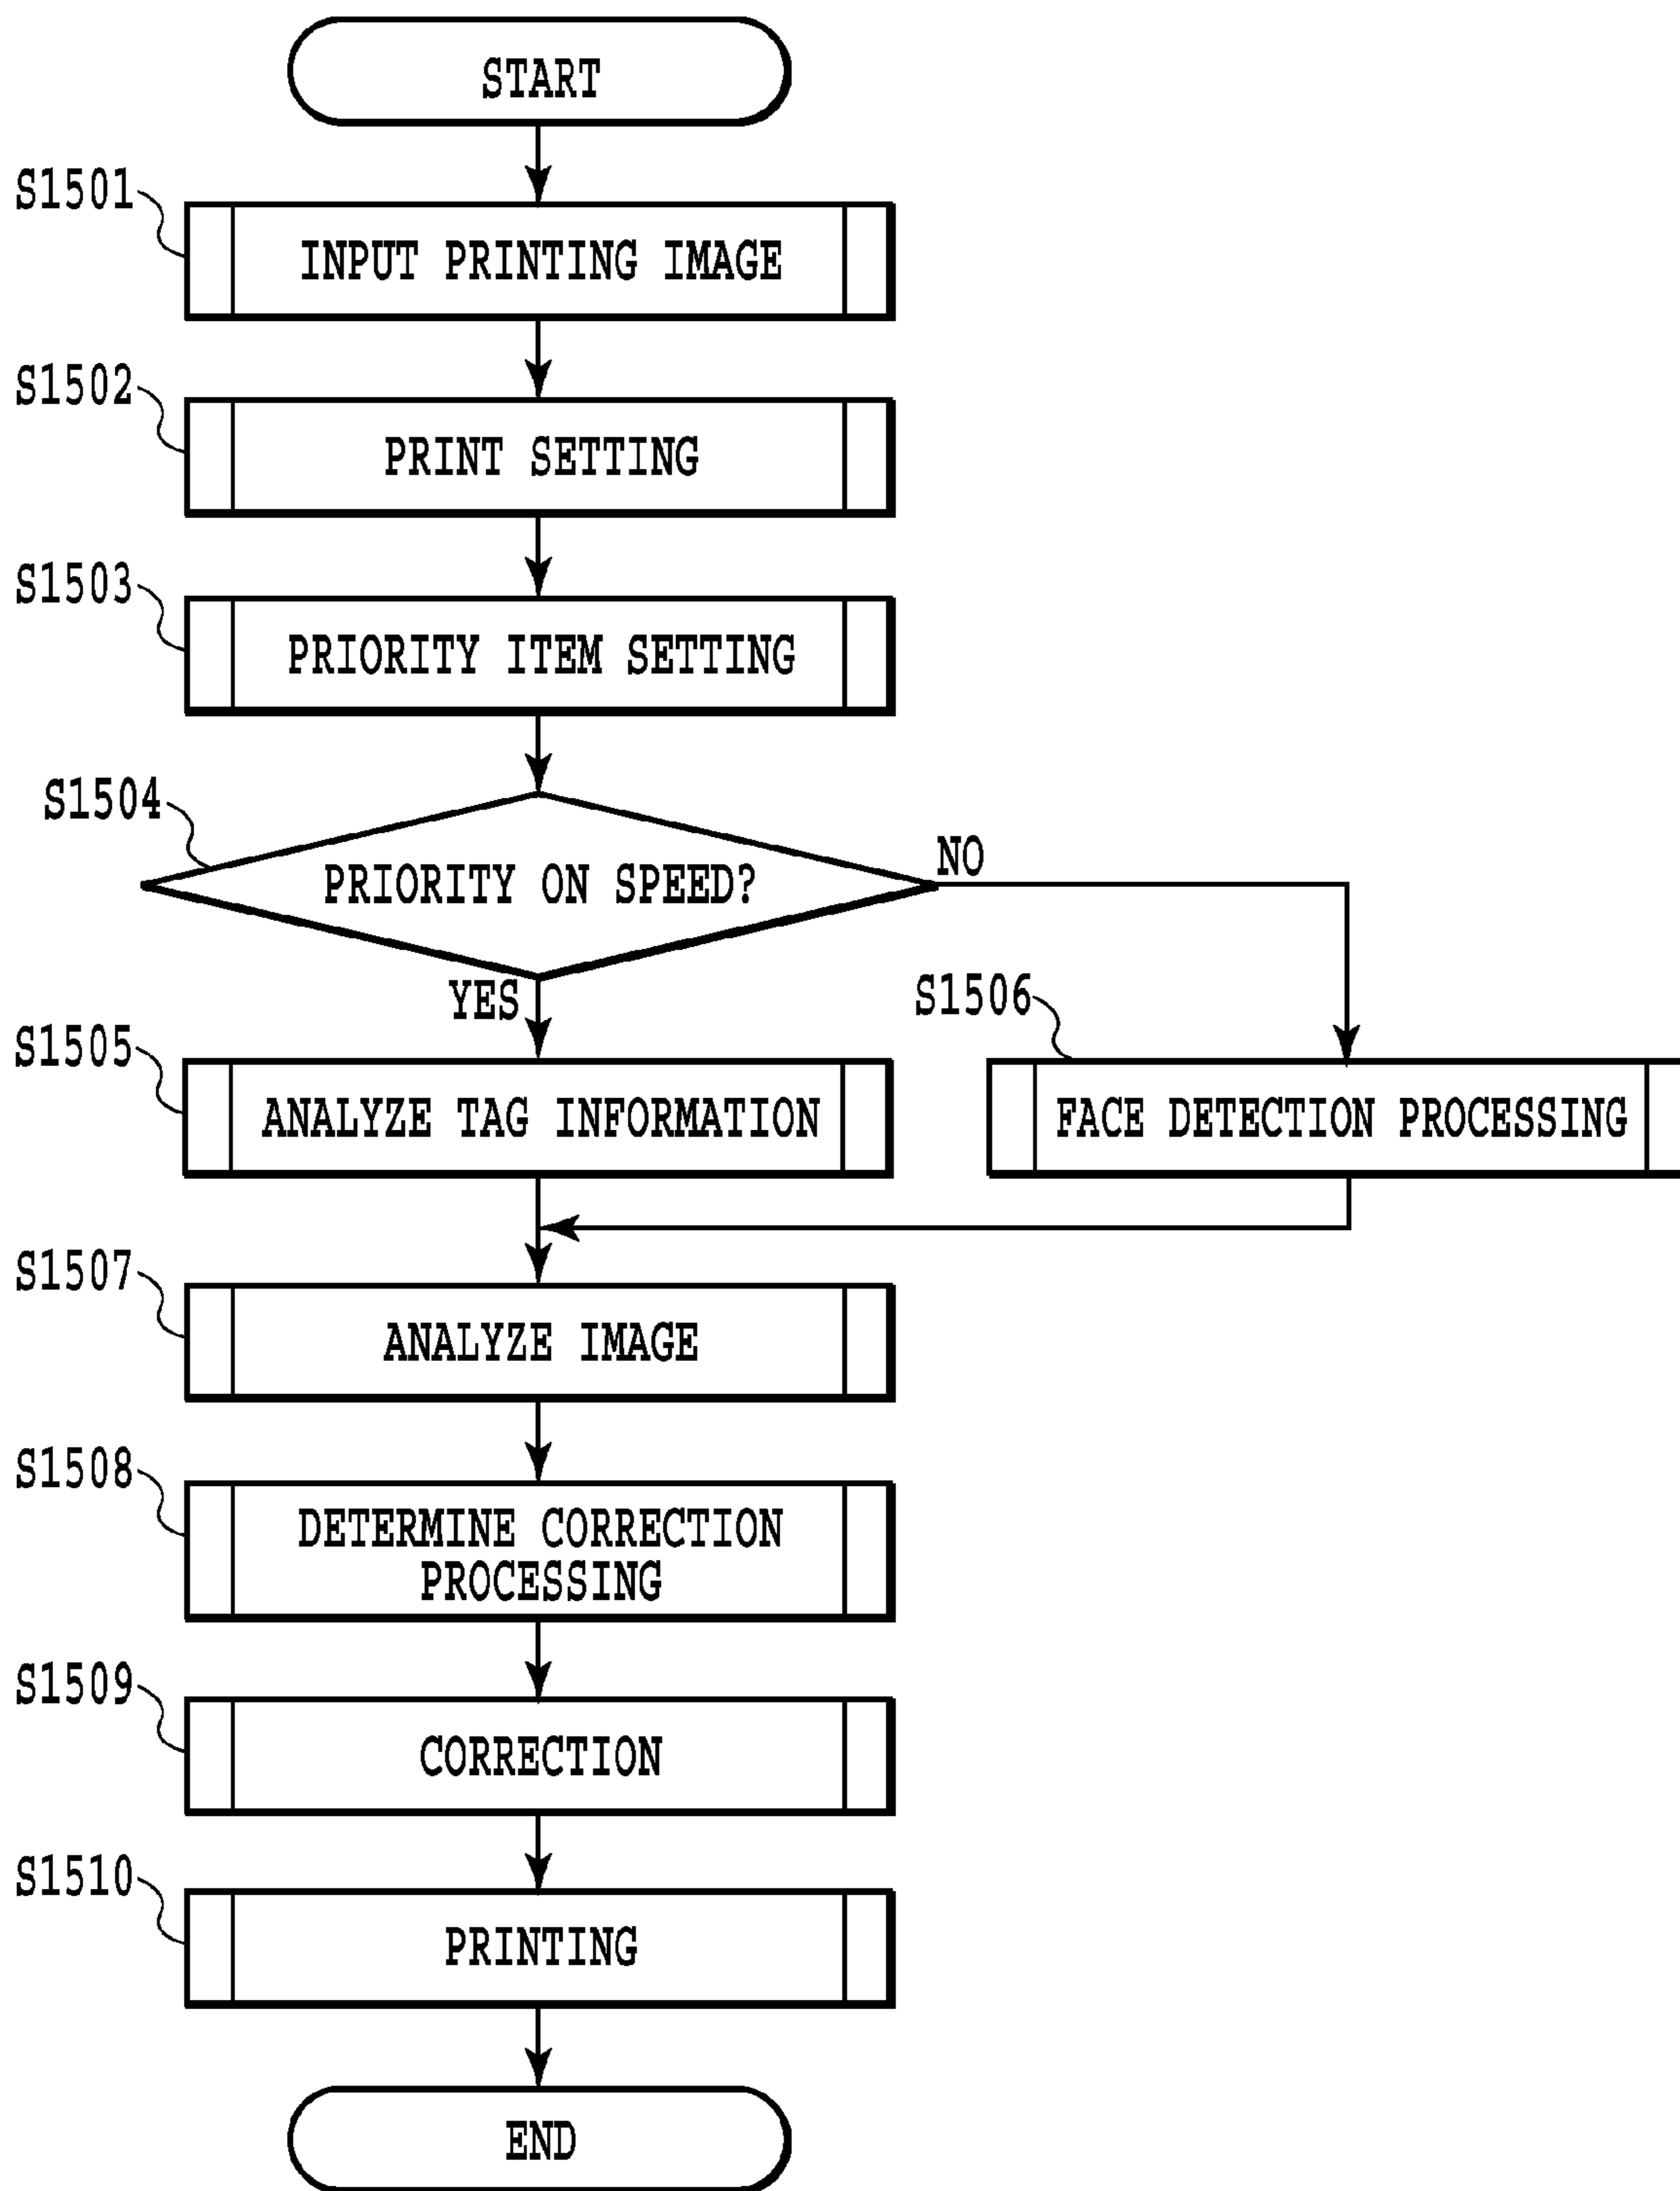 START
S1501
INPUT PRINTING IMAGE
S1502
PRINT SETTING
S1503
PRIORITY ITEM SETTING
S1504
PRIORITY ON SPEED?
NO
YES
S1505
ANALYZE TAG INFORMATION
S1506
FACE DETECTION PROCESSING
S1507
ANALYZE IMAGE
S1508
DETERMINE CORRECTION
PROCESSING
S1509
CORRECTION
S1510
PRINTING
END